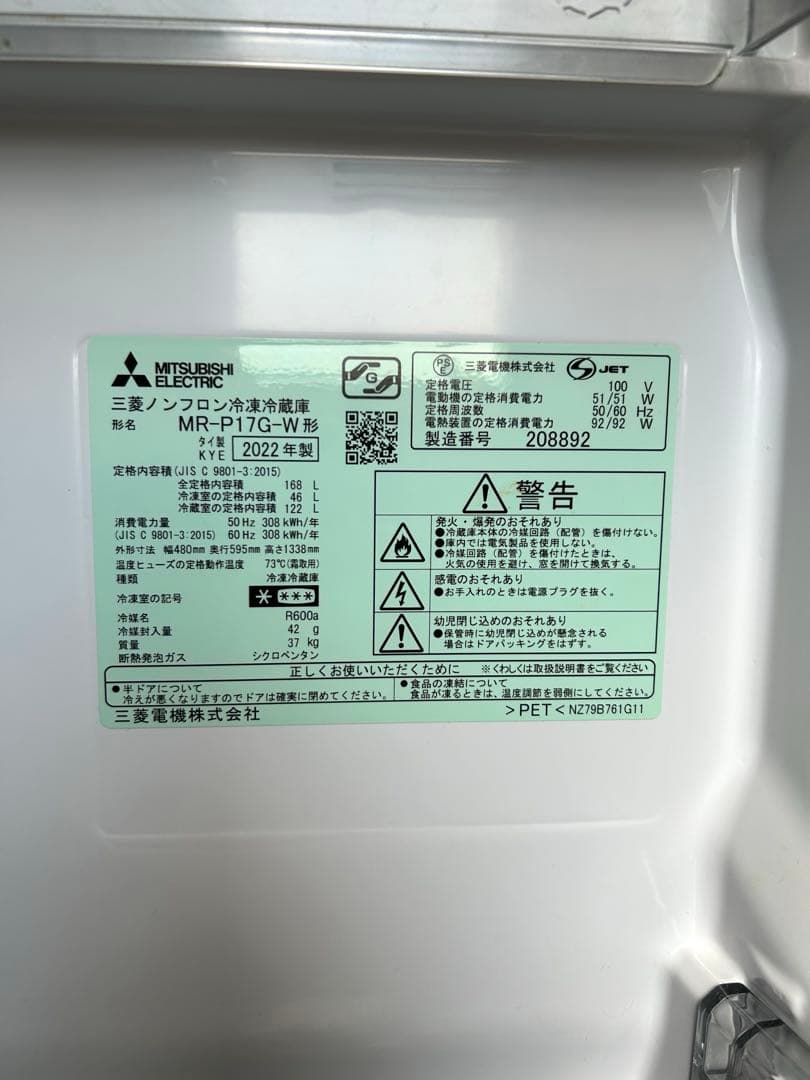 MITSUBISHI
ELECTRIC
G
三菱ノンフロン冷凍冷蔵庫
形名 MR-P17G-W形
タイ製
KYE
2022年製
定格内容積(JIS C 9801-3:2015)
全定格内容積 168 L
冷凍室の定格内容積 46 L
冷蔵室の定格内容積 122 L
消費電力量 50Hz 308kWh/年
(JIS C 9801-3:2015) 60Hz 308kWh/年
外形寸法 幅480mm 奥行595mm 高さ1338mm
温度ヒューズの定格動作温度 73℃(霜取用)
種類 冷凍冷蔵庫
冷凍室の記号
冷媒名 R600a
冷媒封入量 42 g
質量 37 kg
断熱発泡ガス シクロペンタン
PS
E
三菱電機株式会社
JET
定格電圧 100 V
電動機の定格消費電力 51/51 W
定格周波数 50/60 Hz
電熱装置の定格消費電力 92/92 W
製造番号 208892
警告
発火・爆発のおそれあり
●冷蔵庫本体の冷媒回路(配管)を傷付けない。
●庫内では電気製品を使用しない。
●冷媒回路(配管)を傷付けたときは、
火気の使用を避け、窓を開けて換気する。
感電のおそれあり
●お手入れのときは電源プラグを抜く。
幼児閉じ込めのおそれあり
●保管時に幼児閉じ込めが懸念される
場合はドアパッキングをはずす。
正しくお使いいただくために ※くわしくは取扱説明書をご覧ください
●半ドアについて
冷えが悪くなりますのでドアは確実に閉めてください。
●食品の凍結について
食品が凍るときは、温度調節を弱側にしてください。
三菱電機株式会社
>PET< NZ79B761G11